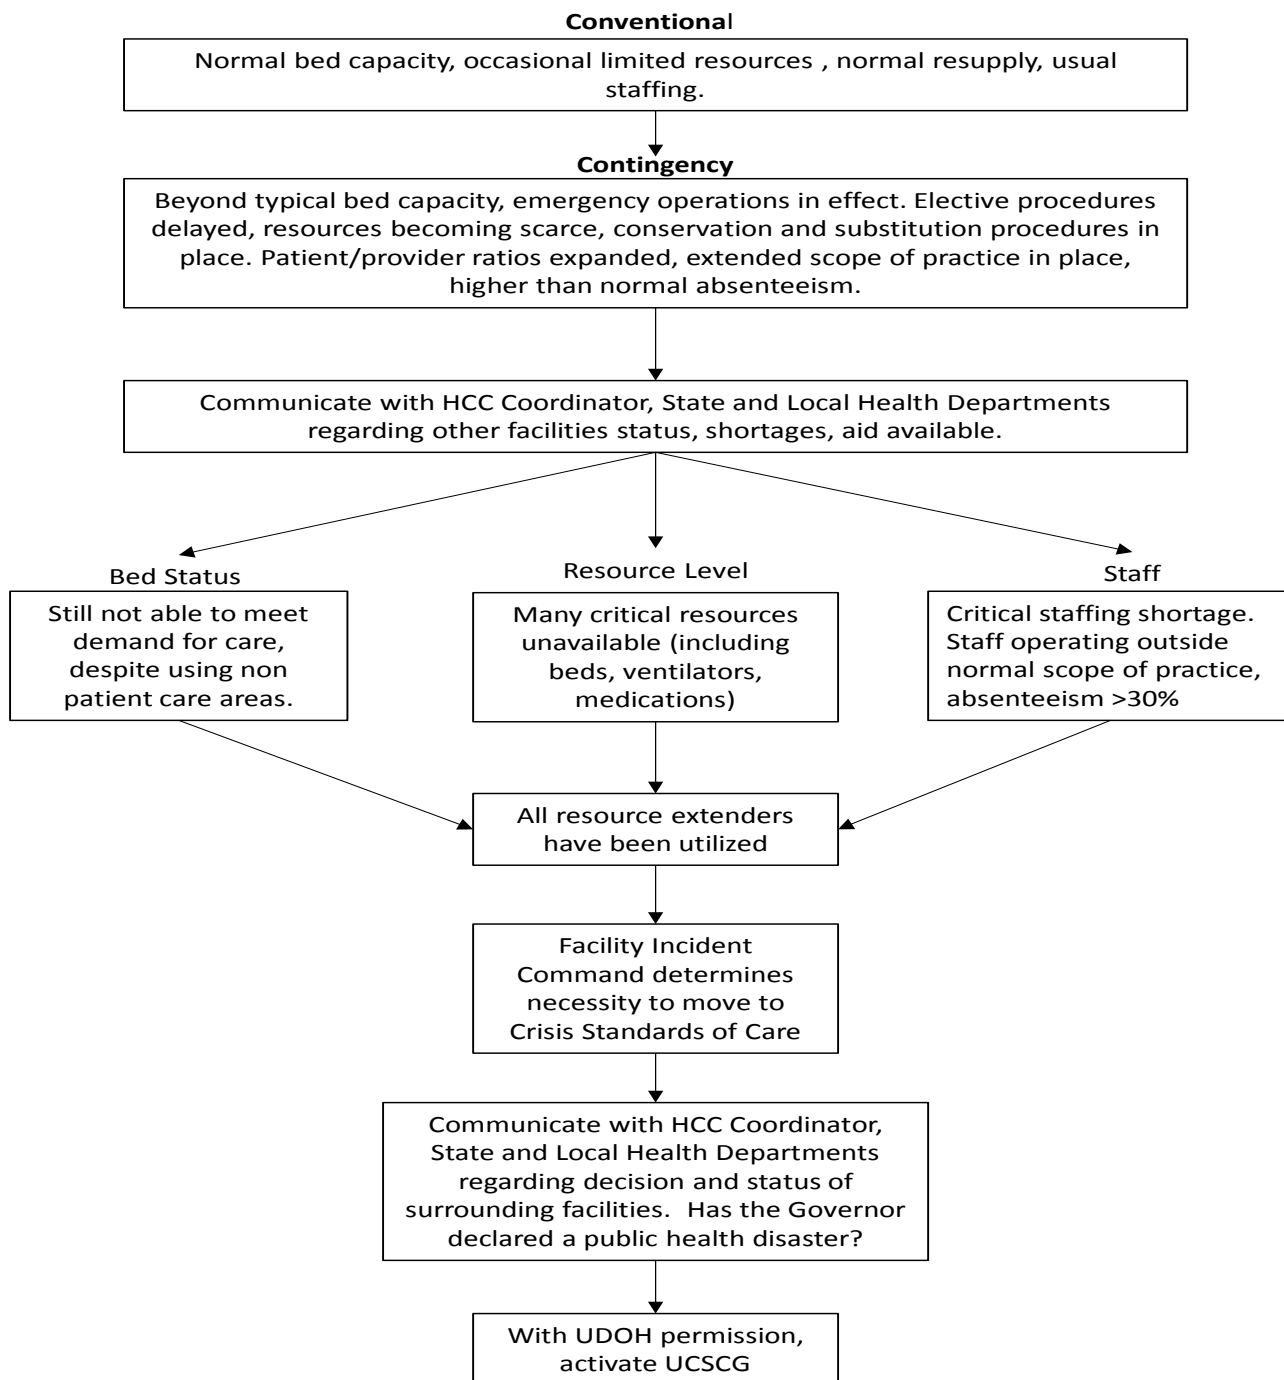 Conventional
Normal bed capacity, occasional limited resources , normal resupply, usual
staffing.
Contingency
Beyond typical bed capacity, emergency operations in effect. Elective procedures
delayed, resources becoming scarce, conservation and substitution procedures in
place. Patient/provider ratios expanded, extended scope of practice in place,
higher than normal absenteeism.
Communicate with HCC Coordinator, State and Local Health Departments
regarding other facilities status, shortages, aid available.
Bed Status
Still not able to meet
demand for care,
despite using non
patient care areas.
Resource Level
Many critical resources
unavailable (including
beds, ventilators,
medications)
Staff
Critical staffing shortage.
Staff operating outside
normal scope of practice,
absenteeism >30%
All resource extenders
have been utilized
Facility Incident
Command determines
necessity to move to
Crisis Standards of Care
Communicate with HCC Coordinator,
State and Local Health Departments
regarding decision and status of
surrounding facilities.  Has the Governor
declared a public health disaster?
With UDOH permission,
activate UCSCG